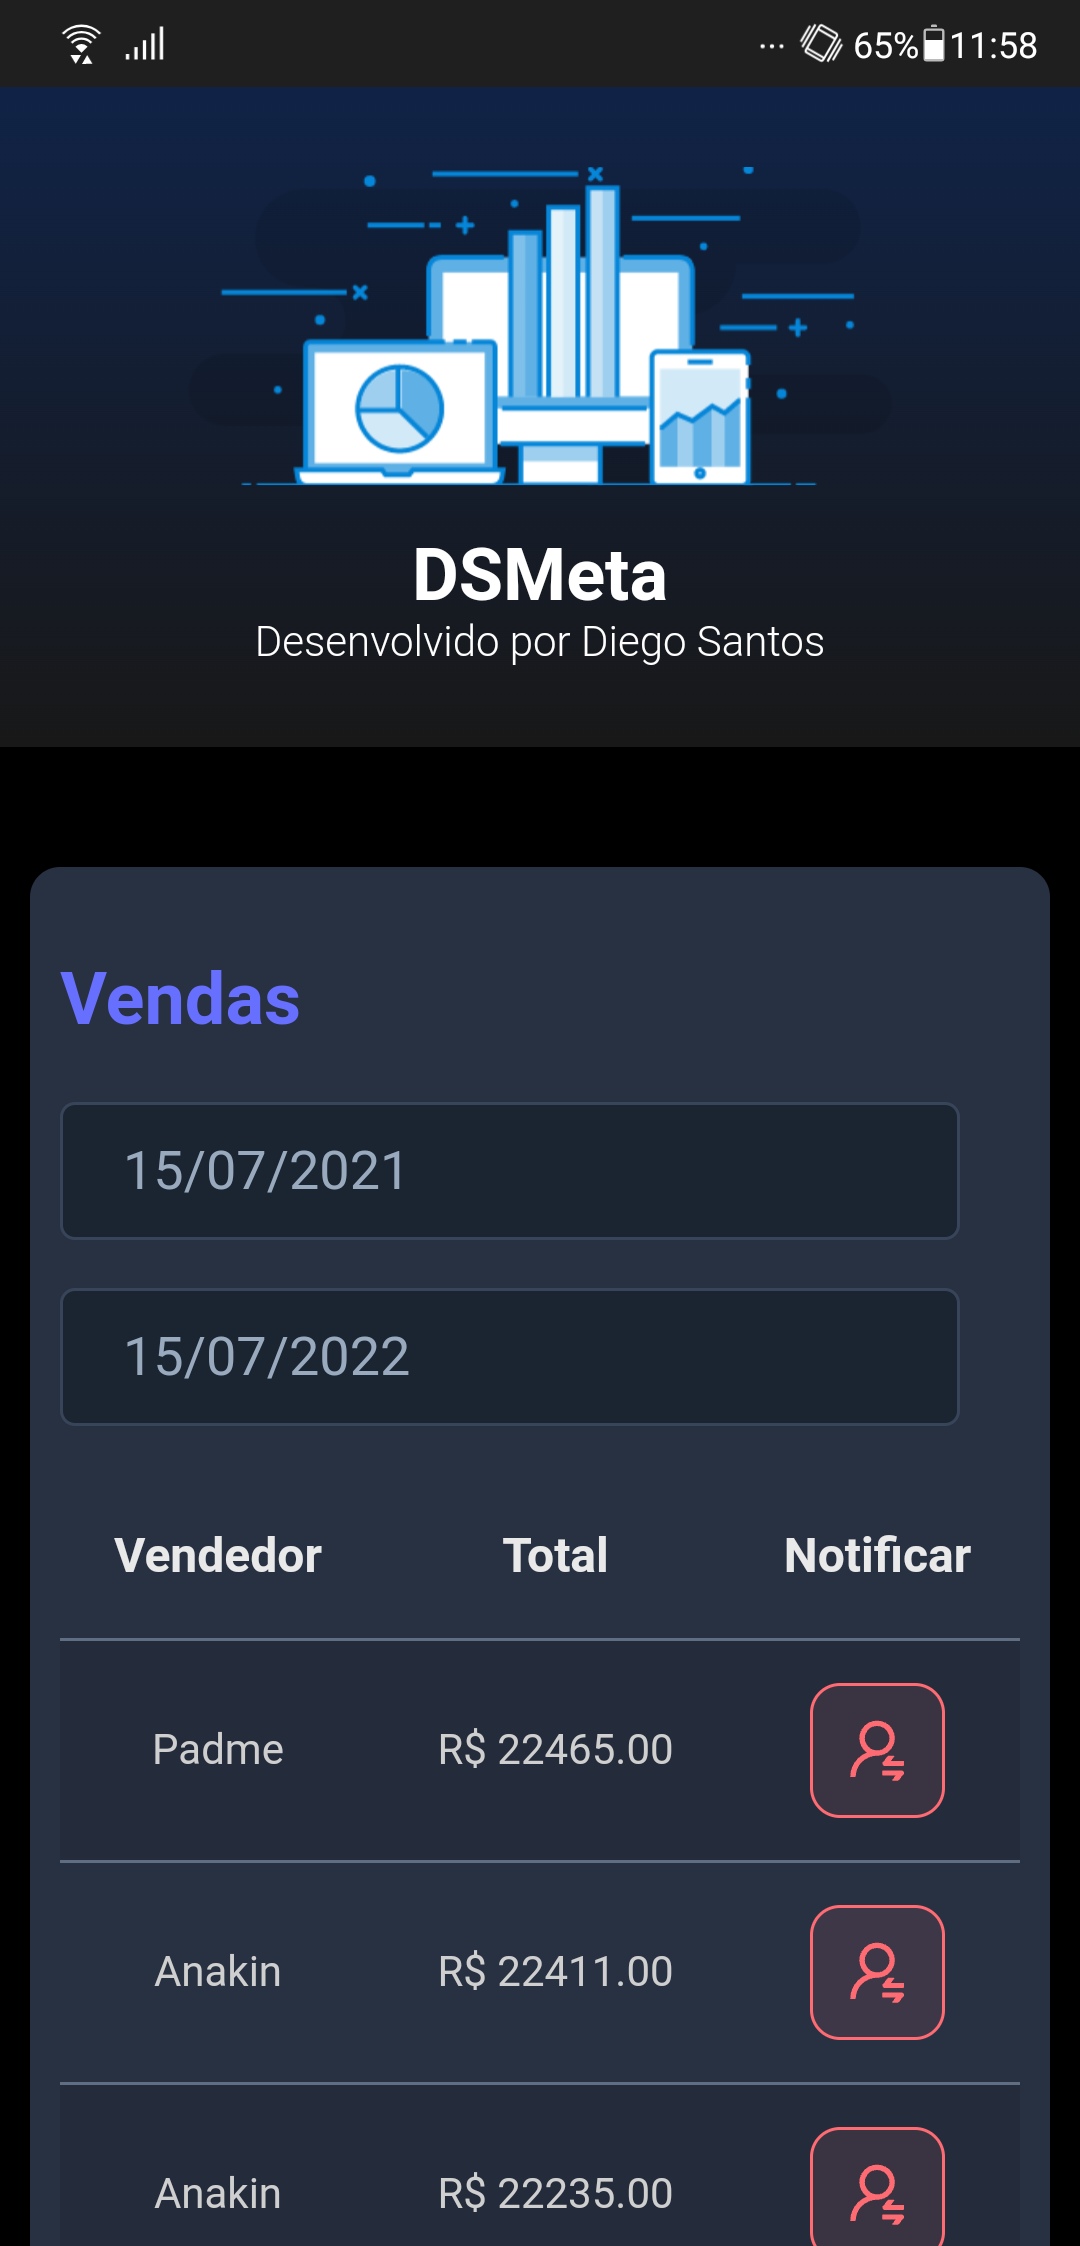 ... 65% 11:58
DSMeta
Desenvolvido por Diego Santos
Vendas
15/07/2021
15/07/2022
Vendedor Total Notificar
Padme R$ 22465.00
Anakin R$ 22411.00
Anakin R$ 22235.00